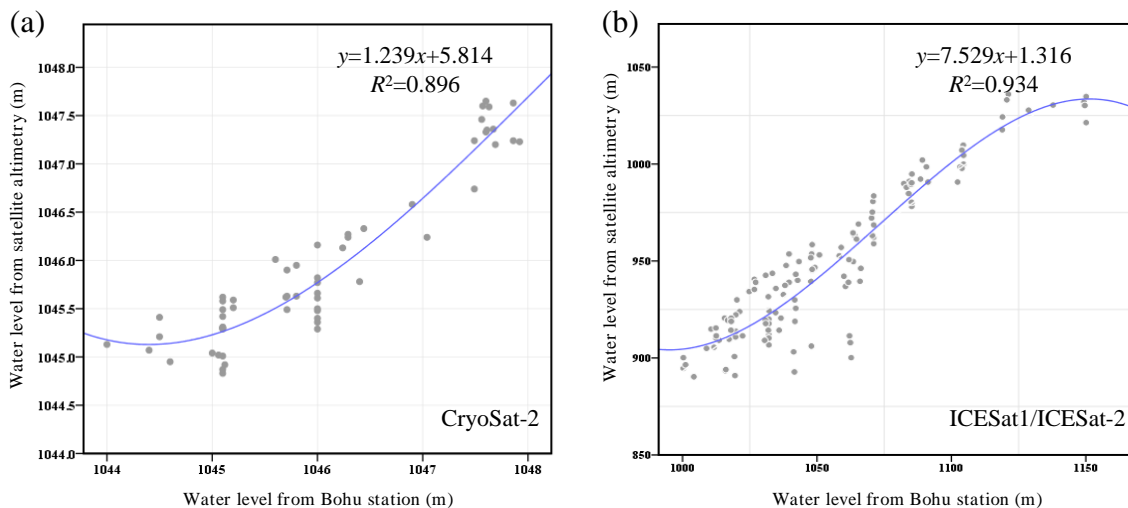 (a)
y=1.239x+5.814
R²=0.896
Water level from satellite altimetry (m)
1048.0
1047.5
1047.0
1046.5
1046.0
1045.5
1045.0
1044.5
1044.0
CryoSat-2
1044 1045 1046 1047 1048
Water level from Bohu station (m)
(b)
y=7.529x+1.316
R²=0.934
Water level from satellite altimetry (m)
1050
1000
950
900
850
ICESat1/ICESat-2
1000 1050 1100 1150
Water level from Bohu station (m)